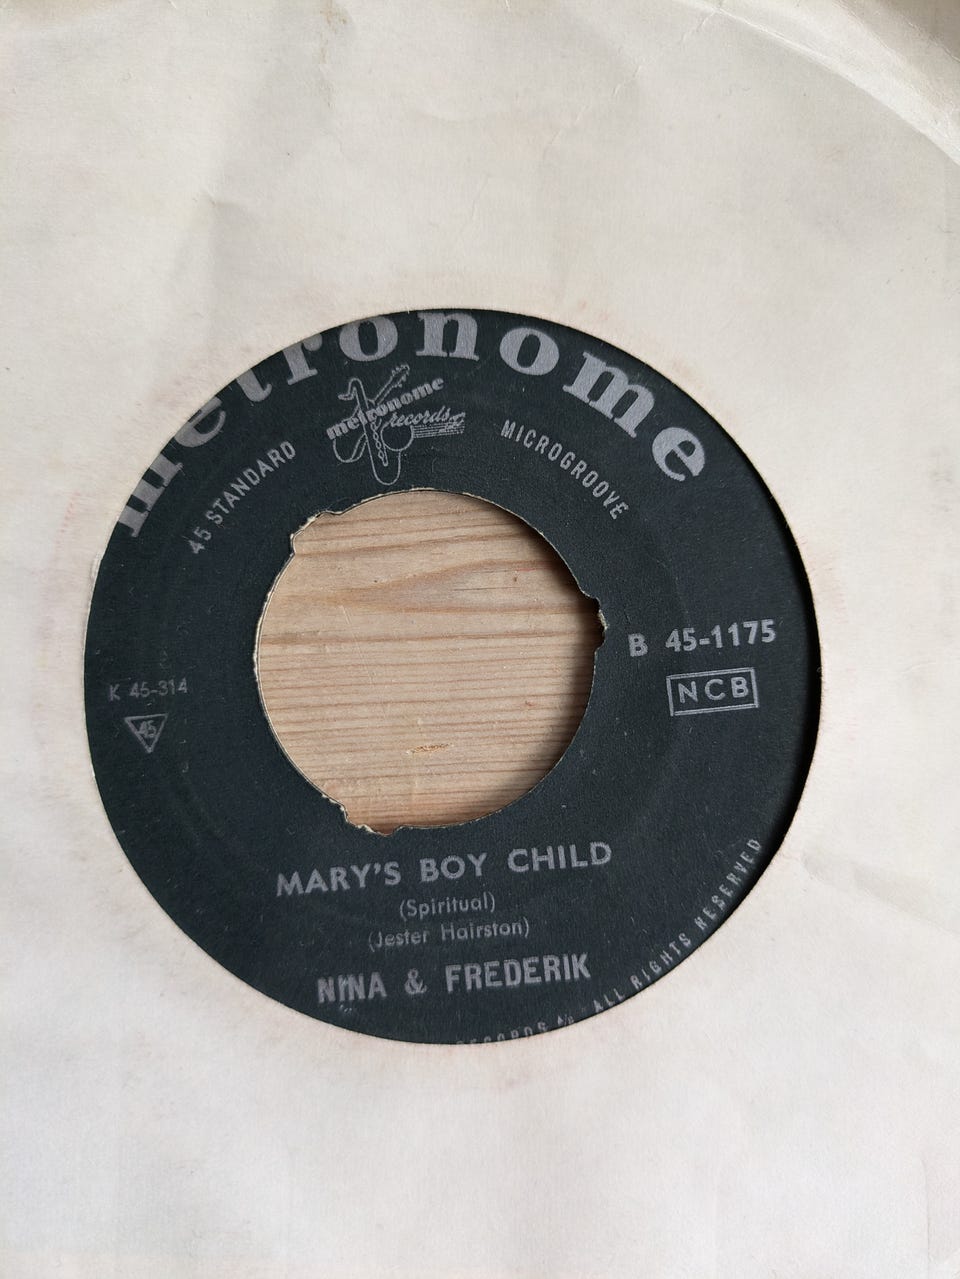 metronome
metronome
records
45 STANDARD
MICROGROOVE
B 45-1175
NCB
K 45-314
45
MARY'S BOY CHILD
(Spiritual)
(Jester Hairston)
NINA & FREDERIK
RECORDS A/S ALL RIGHTS RESERVED